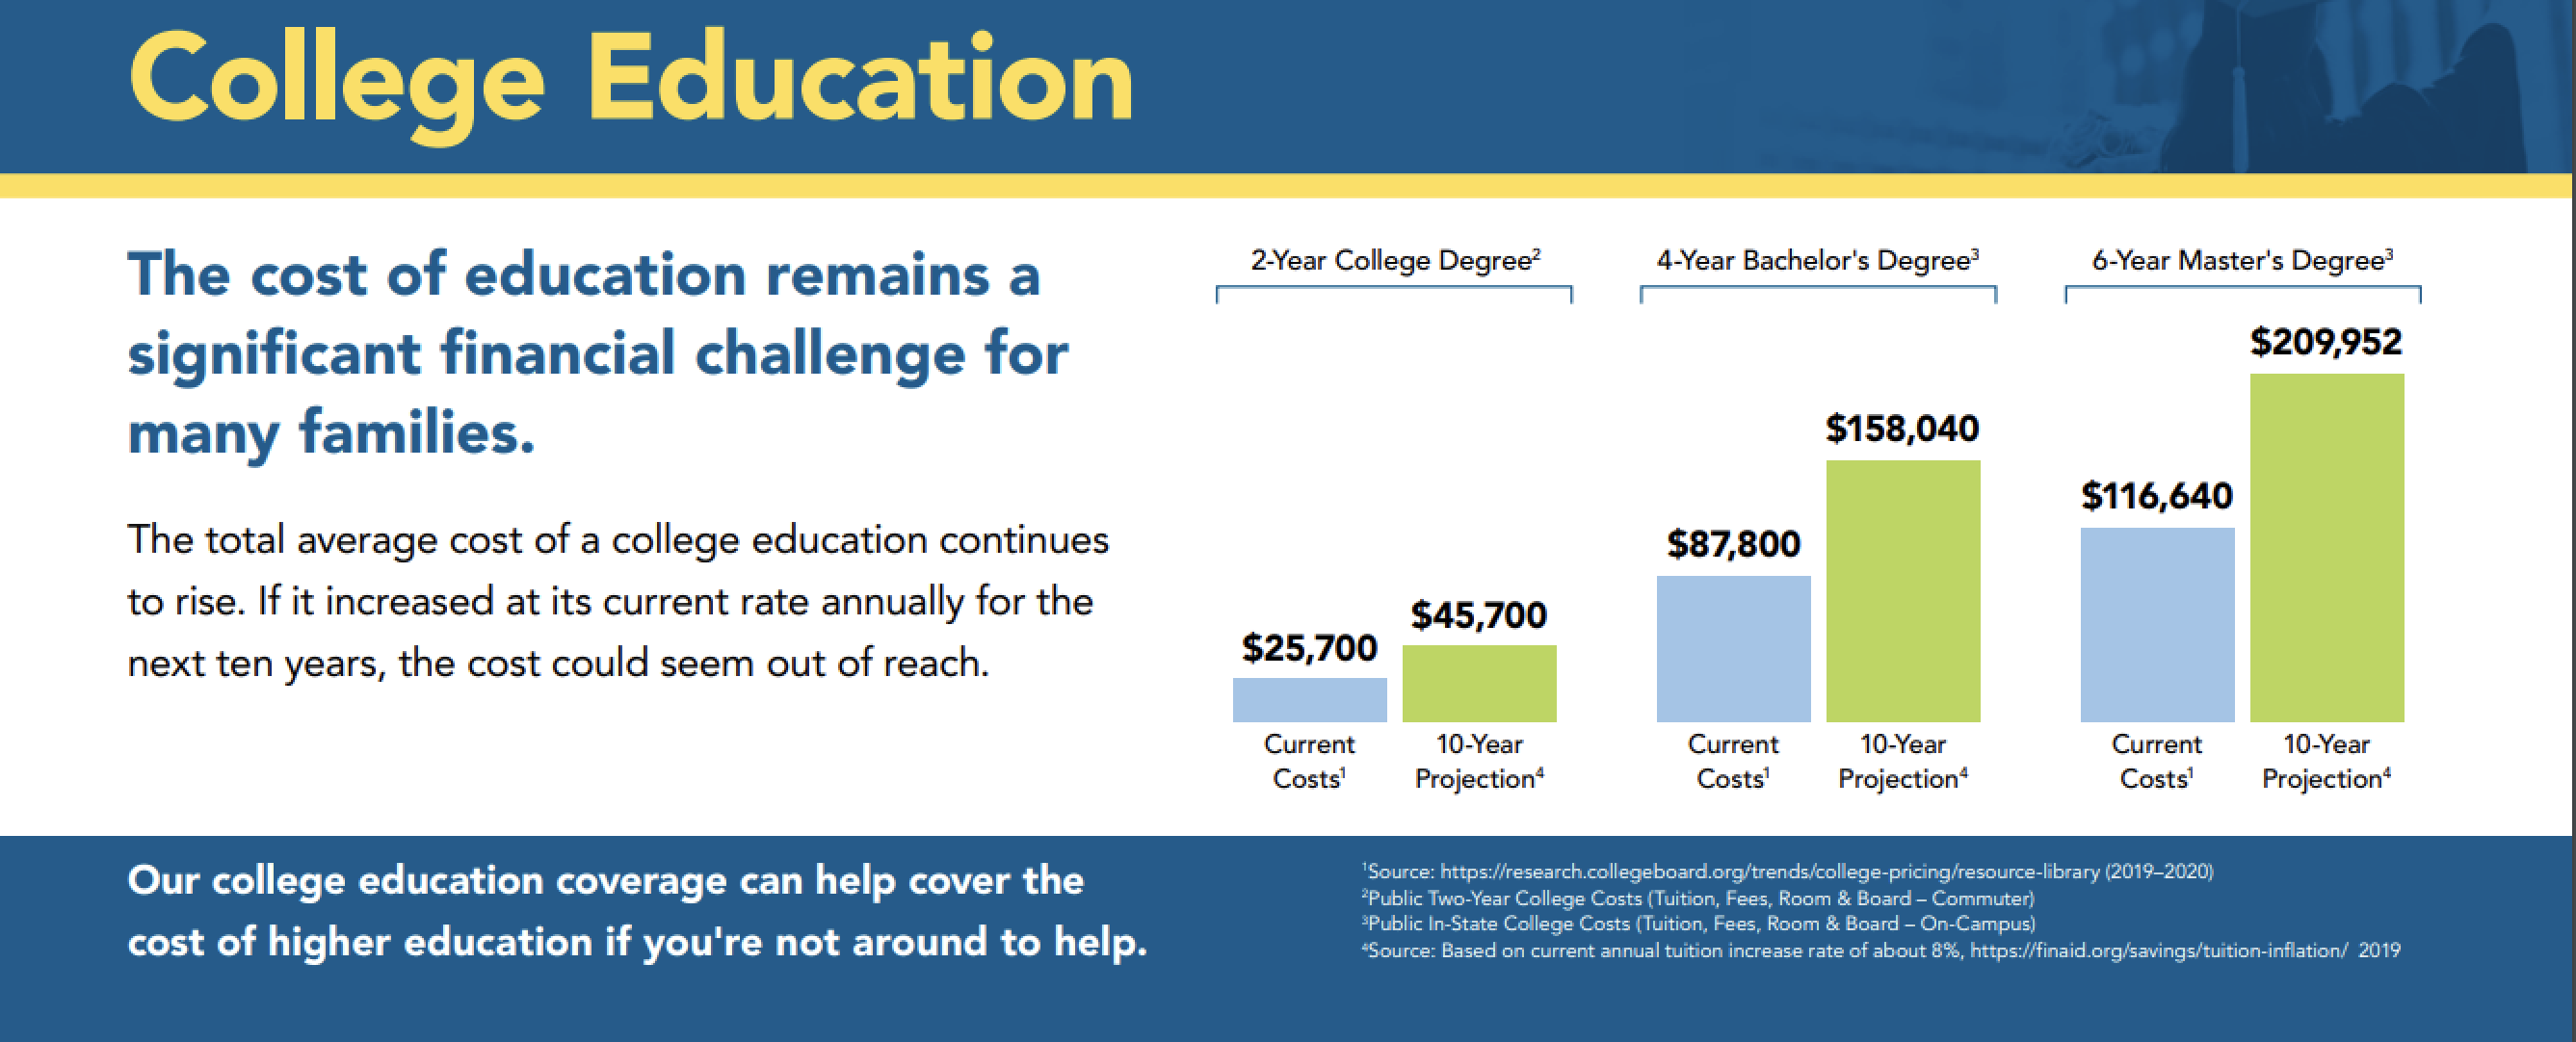 College Education
The cost of education remains a
significant financial challenge for
many families.
The total average cost of a college education continues
to rise. If it increased at its current rate annually for the
next ten years, the cost could seem out of reach.
2-Year College Degree²
$25,700
$45,700
Current
Costs¹
10-Year
Projection⁴
4-Year Bachelor's Degree³
$87,800
$158,040
Current
Costs¹
10-Year
Projection⁴
6-Year Master's Degree³
$116,640
$209,952
Current
Costs¹
10-Year
Projection⁴
Our college education coverage can help cover the
cost of higher education if you're not around to help.
¹Source: https://research.collegeboard.org/trends/college-pricing/resource-library (2019–2020)
²Public Two-Year College Costs (Tuition, Fees, Room & Board – Commuter)
³Public In-State College Costs (Tuition, Fees, Room & Board – On-Campus)
⁴Source: Based on current annual tuition increase rate of about 8%, https://finaid.org/savings/tuition-inflation/ 2019